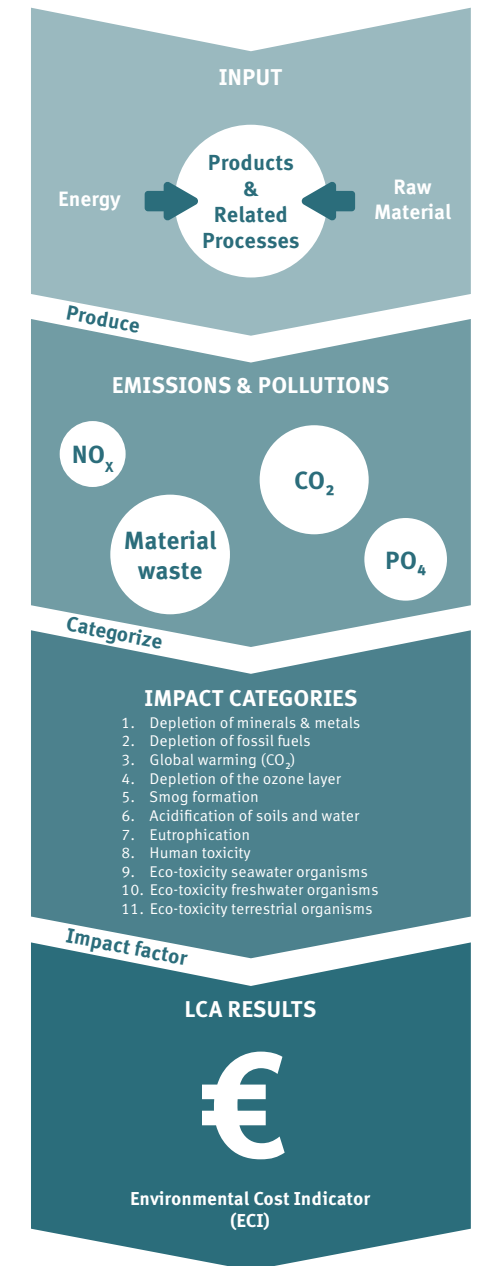 INPUT
Products
&
Related
Processes
Energy
Raw
Material
Produce
EMISSIONS & POLLUTIONS
NOX
CO2
Material
waste
PO4
Categorize
IMPACT CATEGORIES
1. Depletion of minerals & metals
2. Depletion of fossil fuels
3. Global warming (CO2)
4. Depletion of the ozone layer
5. Smog formation
6. Acidification of soils and water
7. Eutrophication
8. Human toxicity
9. Eco-toxicity seawater organisms
10. Eco-toxicity freshwater organisms
11. Eco-toxicity terrestrial organisms
Impact factor
LCA RESULTS
€
Environmental Cost Indicator
(ECI)